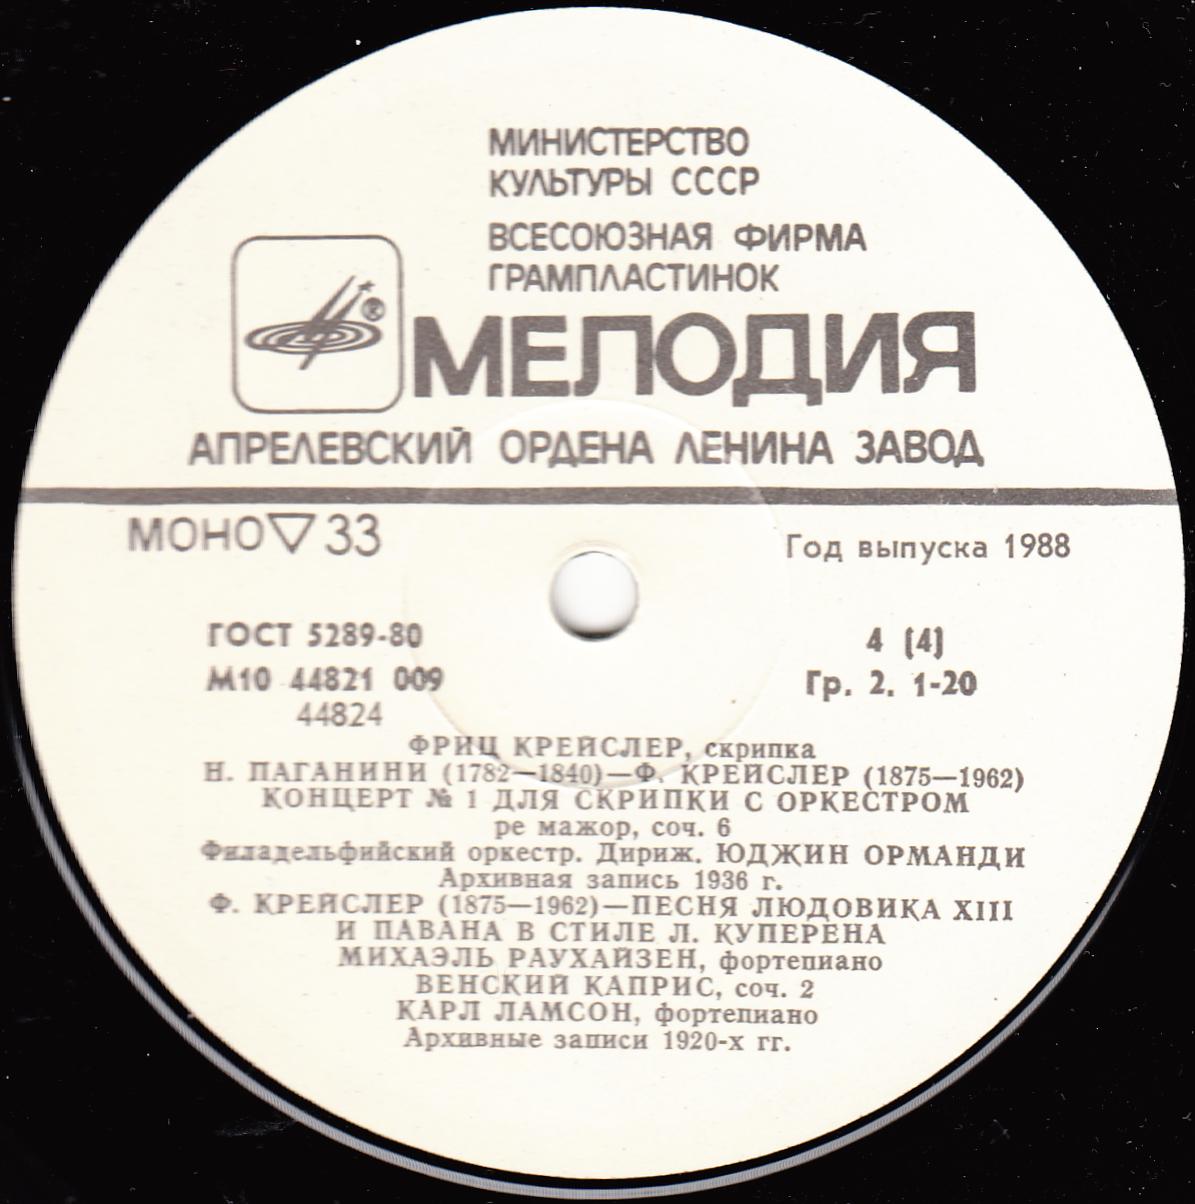 МИНИСТЕРСТВО
КУЛЬТУРЫ СССР
ВСЕСОЮЗНАЯ ФИРМА
ГРАМПЛАСТИНОК
®
МЕЛОДИЯ
АПРЕЛЕВСКИЙ ОРДЕНА ЛЕНИНА ЗАВОД
МОНО ▽ 33
Год выпуска 1988
ГОСТ 5289-80
4 (4)
М10 44821 009
Гр. 2. 1-20
44824
ФРИЦ КРЕЙСЛЕР, скрипка
Н. ПАГАНИНИ (1782—1840)—Ф. КРЕЙСЛЕР (1875—1962)
КОНЦЕРТ № 1 ДЛЯ СКРИПКИ С ОРКЕСТРОМ
ре мажор, соч. 6
Филадельфийский оркестр. Дириж. ЮДЖИН ОРМАНДИ
Архивная запись 1936 г.
Ф. КРЕЙСЛЕР (1875—1962)—ПЕСНЯ ЛЮДОВИКА XIII
И ПАВАНА В СТИЛЕ Л. КУПЕРЕНА
МИХАЭЛЬ РАУХАЙЗЕН, фортепиано
ВЕНСКИЙ КАПРИС, соч. 2
КАРЛ ЛАМСОН, фортепиано
Архивные записи 1920-х гг.